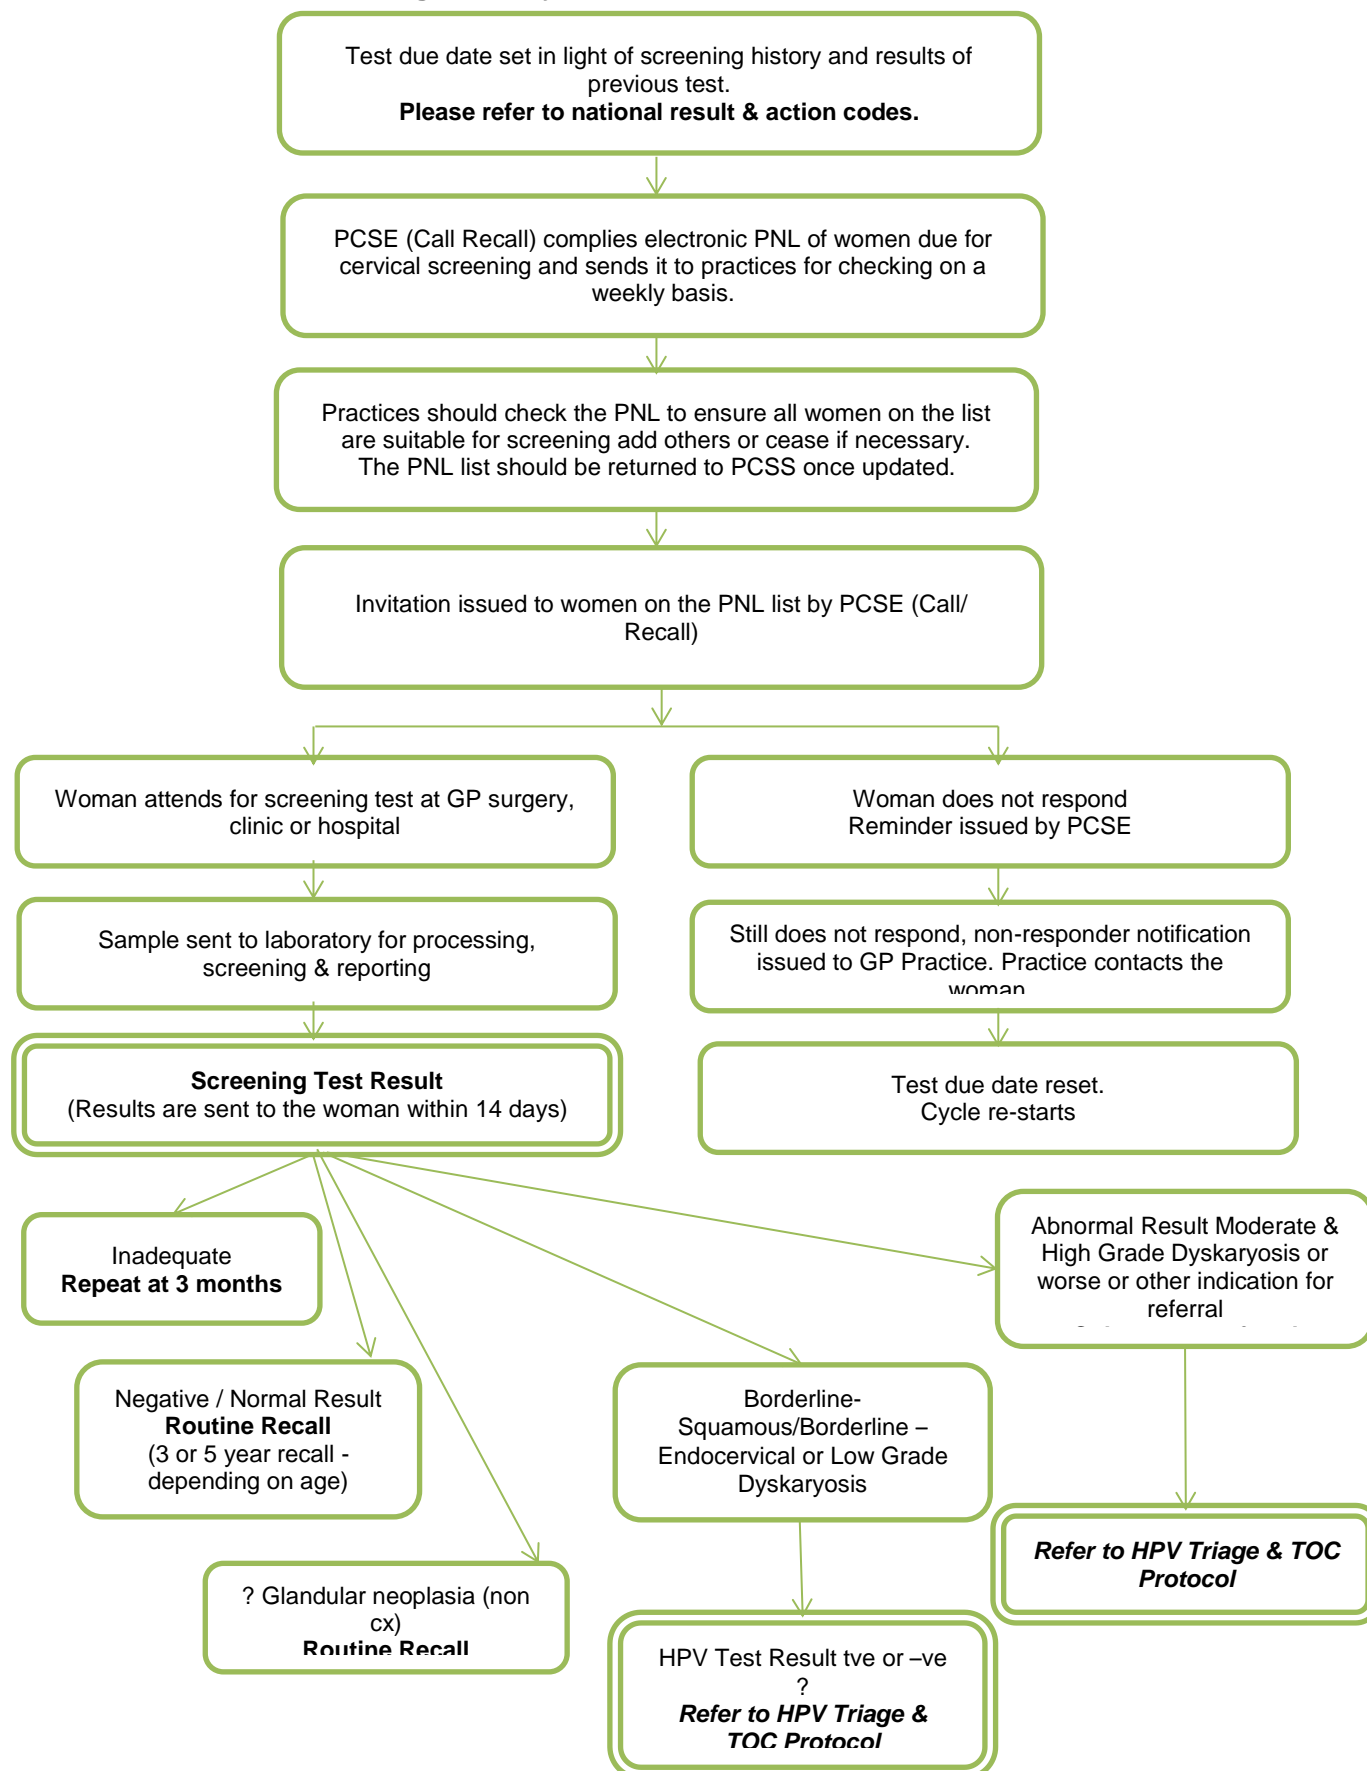 Test due date set in light of screening history and results of
previous test.
Please refer to national result & action codes.
PCSE (Call Recall) complies electronic PNL of women due for
cervical screening and sends it to practices for checking on a
weekly basis.
Practices should check the PNL to ensure all women on the list
are suitable for screening add others or cease if necessary.
The PNL list should be returned to PCSS once updated.
Invitation issued to women on the PNL list by PCSE (Call/
Recall)
Woman attends for screening test at GP surgery,
clinic or hospital
Woman does not respond
Reminder issued by PCSE
Sample sent to laboratory for processing,
screening & reporting
Still does not respond, non-responder notification
issued to GP Practice. Practice contacts the
woman
Screening Test Result
(Results are sent to the woman within 14 days)
Test due date reset.
Cycle re-starts
Inadequate
Repeat at 3 months
Abnormal Result Moderate &
High Grade Dyskaryosis or
worse or other indication for
referral
Negative / Normal Result
Routine Recall
(3 or 5 year recall -
depending on age)
Borderline-
Squamous/Borderline –
Endocervical or Low Grade
Dyskaryosis
Refer to HPV Triage & TOC
Protocol
? Glandular neoplasia (non
cx)
Routine Recall
HPV Test Result tve or –ve
?
Refer to HPV Triage &
TOC Protocol